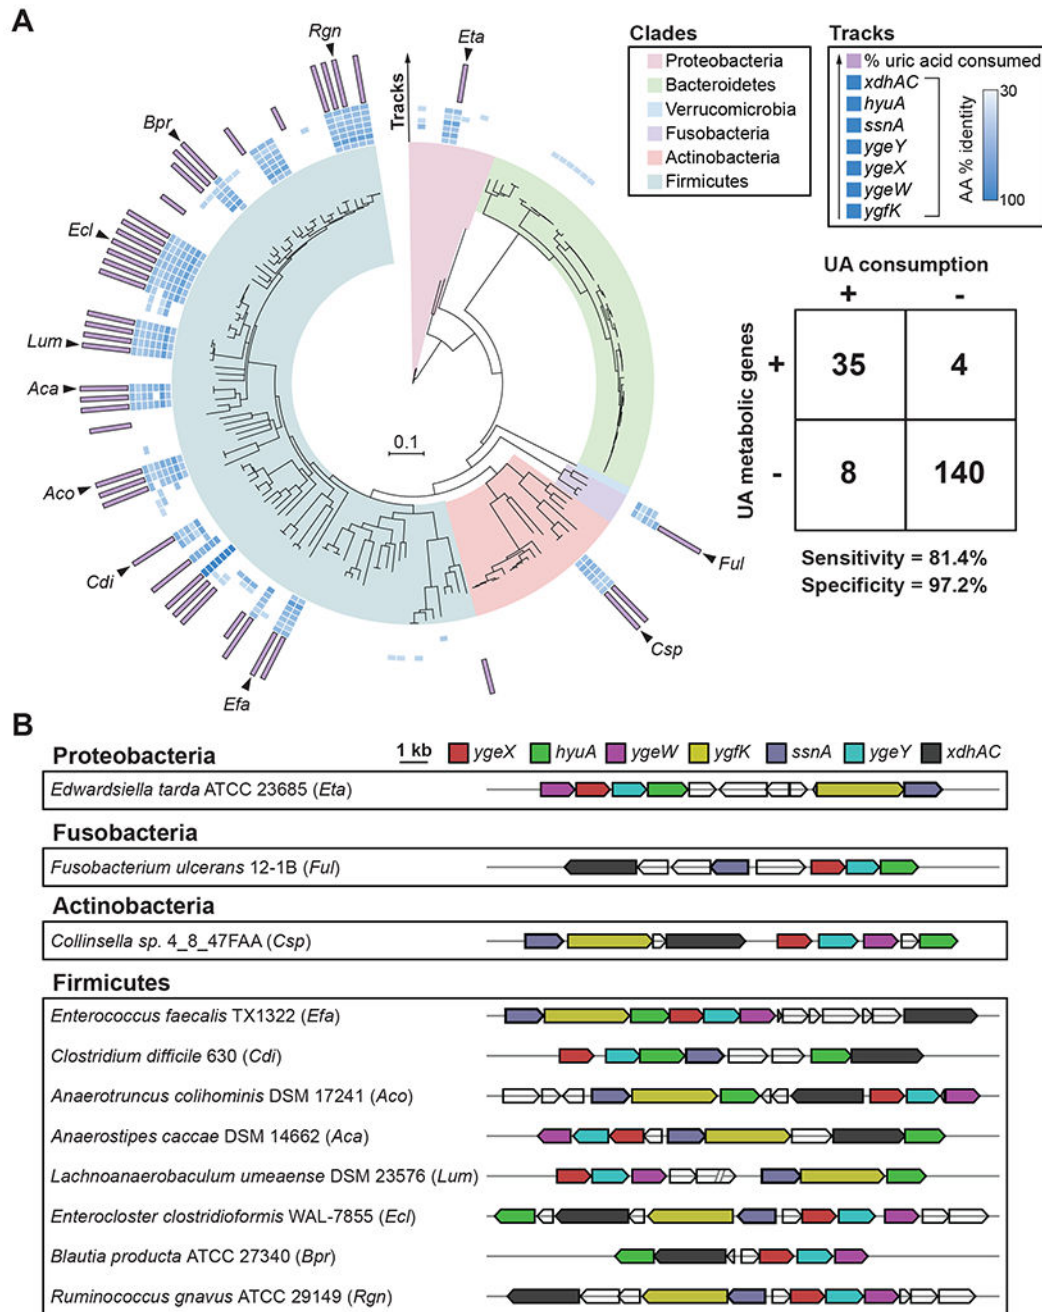 A
Rgn
Eta
Bpr
Ecl
Lum
Aca
Aco
Cdi
Efa
Csp
Ful
Tracks
0.1
Clades
Proteobacteria
Bacteroidetes
Verrucomicrobia
Fusobacteria
Actinobacteria
Firmicutes
Tracks
% uric acid consumed
xdhAC
hyuA
ssnA
ygeY
ygeX
ygeW
ygfK
AA % identity
30
100
UA consumption
+ -
UA metabolic genes
+ 35 4
- 8 140
Sensitivity = 81.4%
Specificity = 97.2%
B
1 kb ygeX hyuA ygeW ygfK ssnA ygeY xdhAC
Proteobacteria
Edwardsiella tarda ATCC 23685 (Eta)
Fusobacteria
Fusobacterium ulcerans 12-1B (Ful)
Actinobacteria
Collinsella sp. 4_8_47FAA (Csp)
Firmicutes
Enterococcus faecalis TX1322 (Efa)
Clostridium difficile 630 (Cdi)
Anaerotruncus colihominis DSM 17241 (Aco)
Anaerostipes caccae DSM 14662 (Aca)
Lachnoanaerobaculum umeaense DSM 23576 (Lum)
Enterocloster clostridioformis WAL-7855 (Ecl)
Blautia producta ATCC 27340 (Bpr)
Ruminococcus gnavus ATCC 29149 (Rgn)